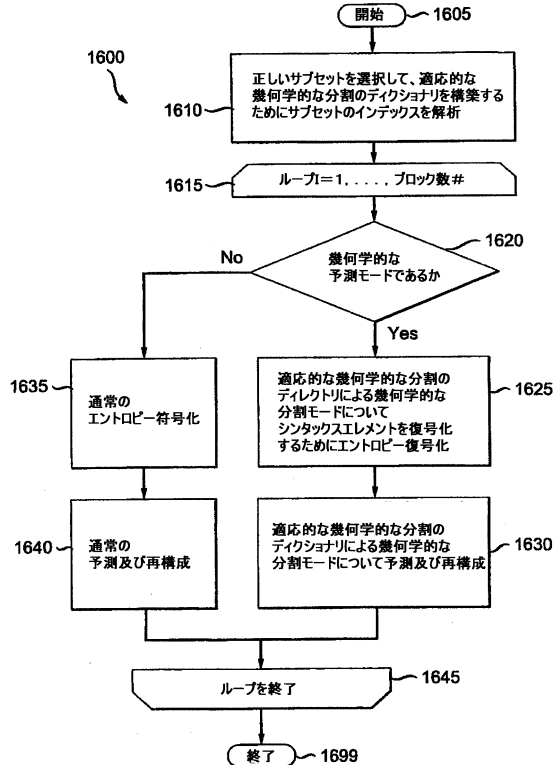 開始
1605
1600
1610
正しいサブセットを選択して、適応的な
幾何学的な分割のディクショナリを構築する
ためにサブセットのインデックスを解析
1615
ループI=1,....,ブロック数#
1620
幾何学的な
予測モードであるか
No
Yes
1635
通常の
エントロピー符号化
適応的な幾何学的な分割の
ディレクトリによる幾何学的な
分割モードについて
シンタックスエレメントを復号化
するためにエントロピー復号化
1625
1640
通常の
予測及び再構成
適応的な幾何学的な分割の
ディクショナリによる幾何学的な
分割モードについて予測及び再構成
1630
ループを終了
1645
終了
1699